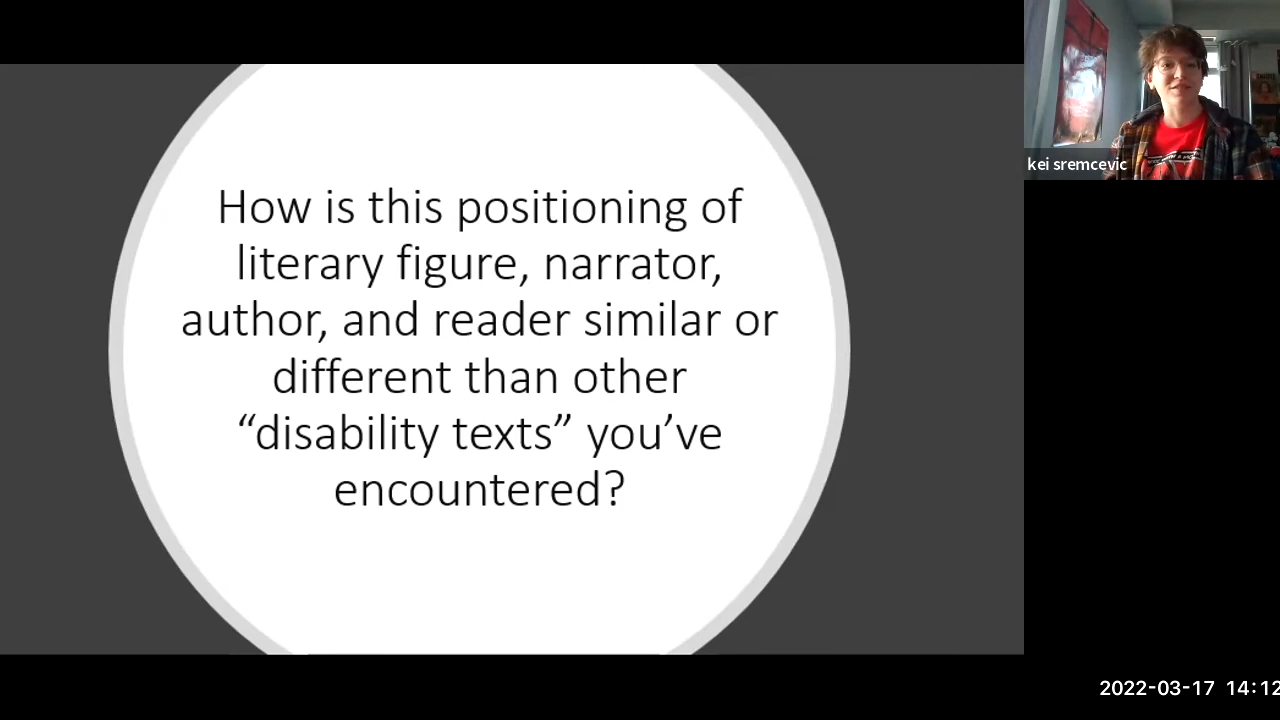 How is this positioning of
literary figure, narrator,
author, and reader similar or
different than other
“disability texts” you’ve
encountered?
kei sremcevic
2022-03-17 14:12